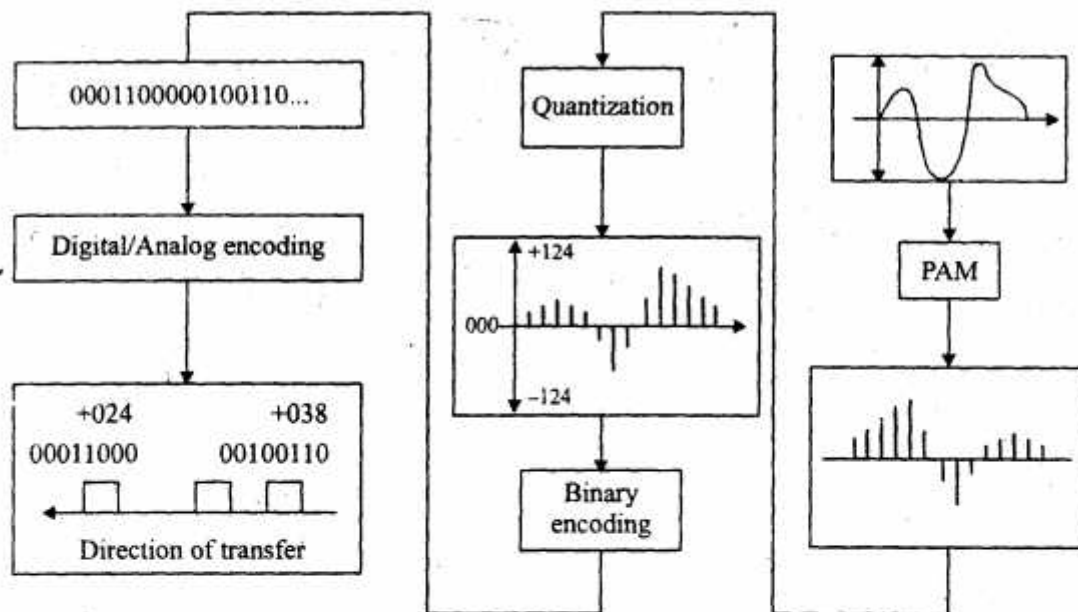 0001100000100110...
Digital/Analog encoding
+024 +038
00011000 00100110
Direction of transfer
Quantization
+124
000
−124
Binary
encoding
PAM